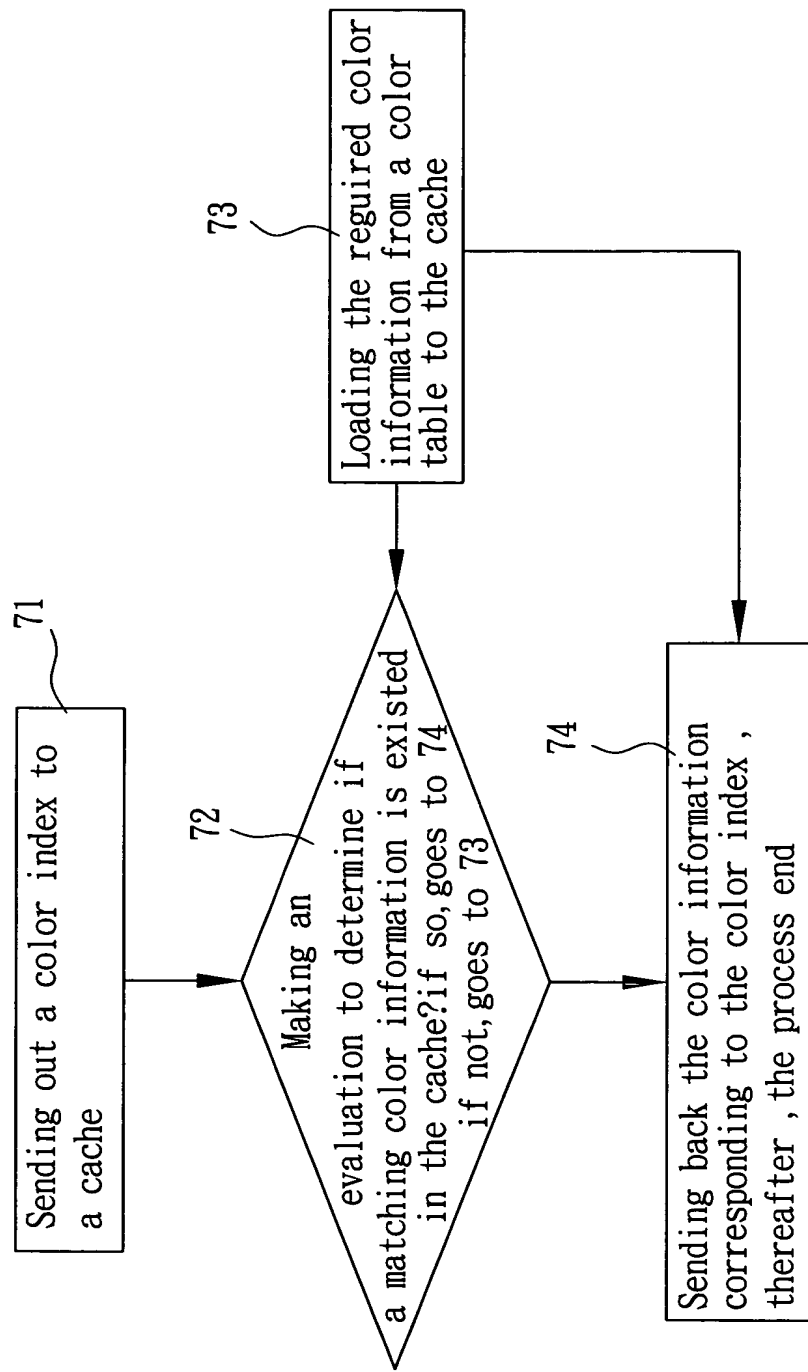 71
Sending out a color index to
a cache
72
Making an
evaluation to determine if
a matching color information is existed
in the cache?if so,goes to 74
if not,goes to 73
73
Loading the reguired color
information from a color
table to the cache
74
Sending back the color information
corresponding to the color index ,
thereafter ,the process end